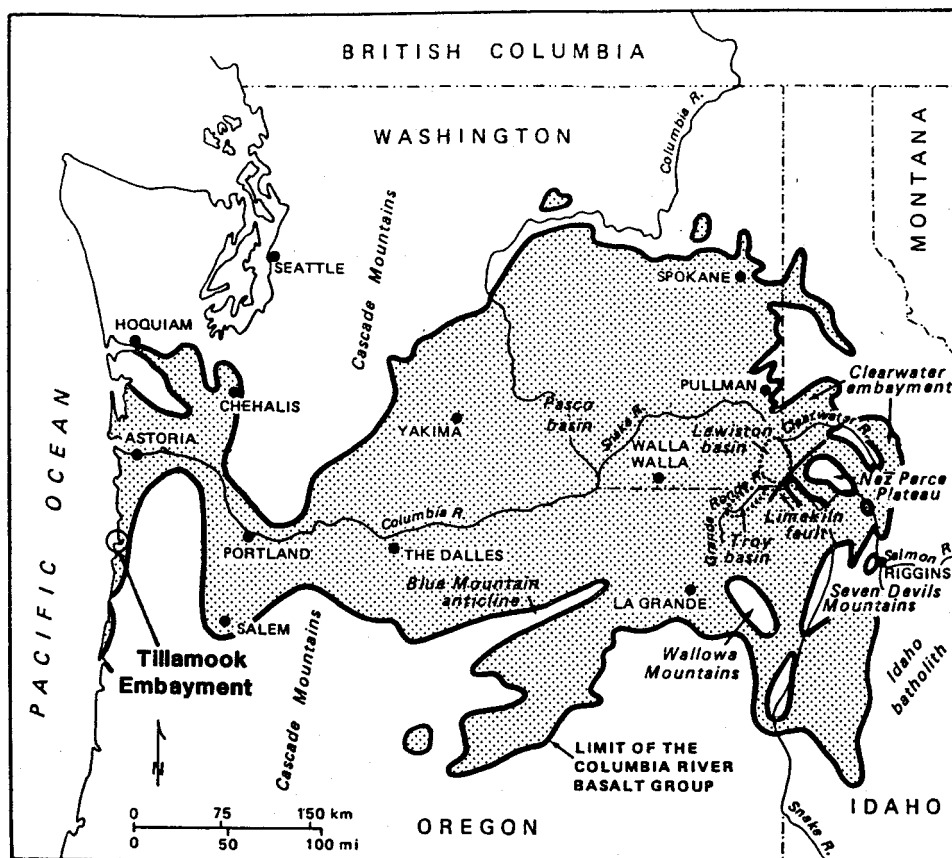 BRITISH COLUMBIA
WASHINGTON
Columbia R.
MONTANA
Cascade Mountains
SEATTLE
SPOKANE
HOQUIAM
CHEHALIS
ASTORIA
PACIFIC OCEAN
YAKIMA
Pasco
basin
Snake R.
PULLMAN
Clearwater
embayment
Lewiston
basin
Clearwater River
WALLA
WALLA
Nez Perce
Plateau
Grande Ronde R.
Limekiln
fault
Troy
basin
Columbia R.
PORTLAND
THE DALLES
Salmon R.
RIGGINS
Blue Mountain
anticline
LA GRANDE
Seven Devils
Mountains
SALEM
Tillamook
Embayment
Wallowa
Mountains
Idaho
batholith
Cascade Mountains
N
LIMIT OF THE
COLUMBIA RIVER
BASALT GROUP
0 75 150 km
0 50 100 mi
OREGON
IDAHO
Snake R.